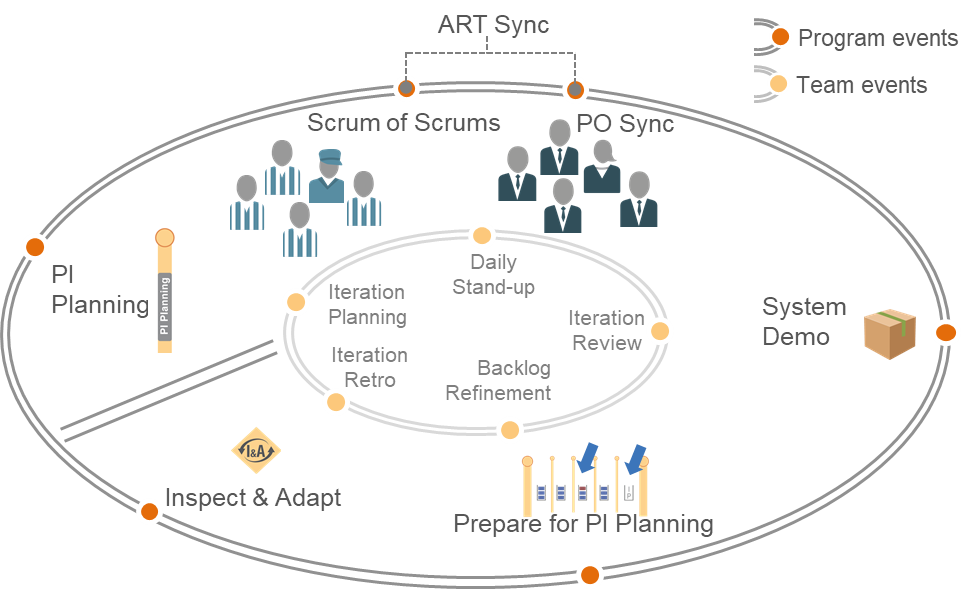 ART Sync
Program events
Team events
Scrum of Scrums
PO Sync
PI
Planning
PI Planning
Daily
Stand-up
Iteration
Planning
Iteration
Review
System
Demo
Iteration
Retro
Backlog
Refinement
I&A
Inspect & Adapt
Prepare for PI Planning